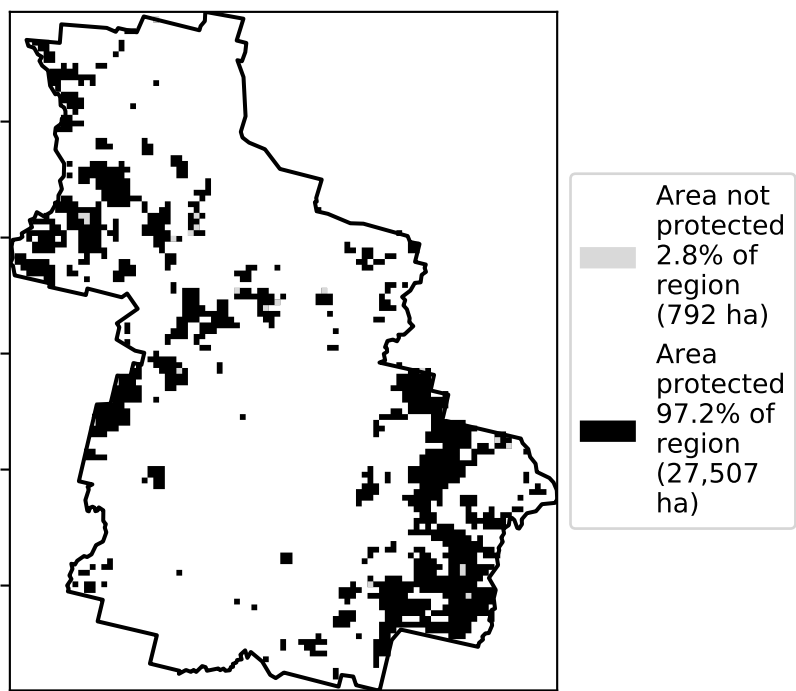 Area not
protected
2.8% of
region
(792 ha)
Area
protected
97.2% of
region
(27,507
ha)